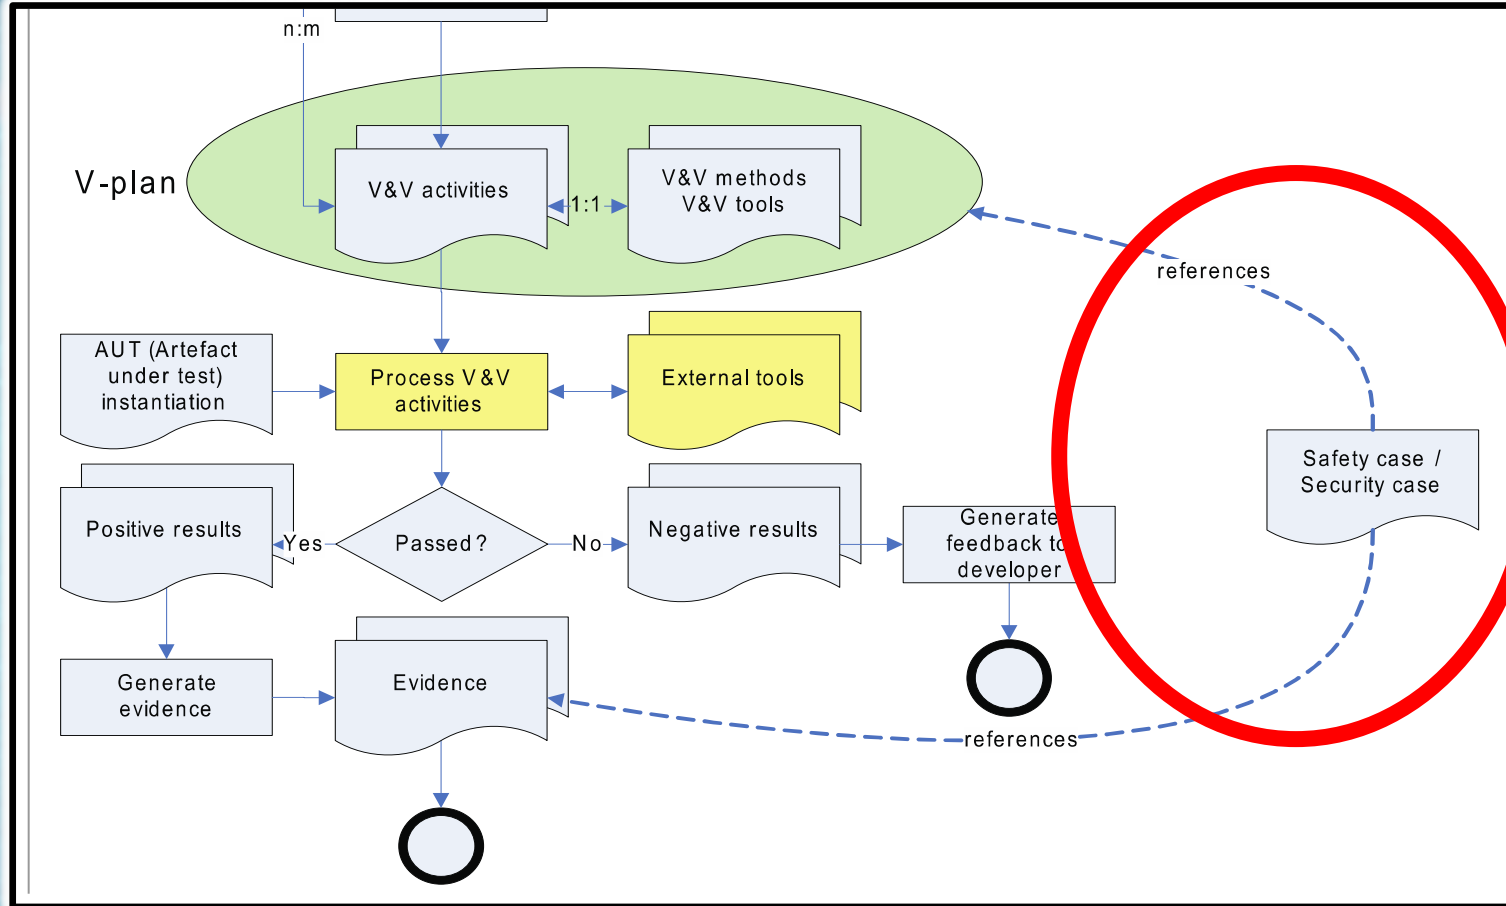 n:m
V-plan
V&V activities
1:1
V&V methods
V&V tools
references
AUT (Artefact
under test)
instantiation
Process V&V
activities
External tools
Safety case /
Security case
Positive results
Yes
Passed?
No
Negative results
Generate
feedback to
developer
Generate
evidence
Evidence
references